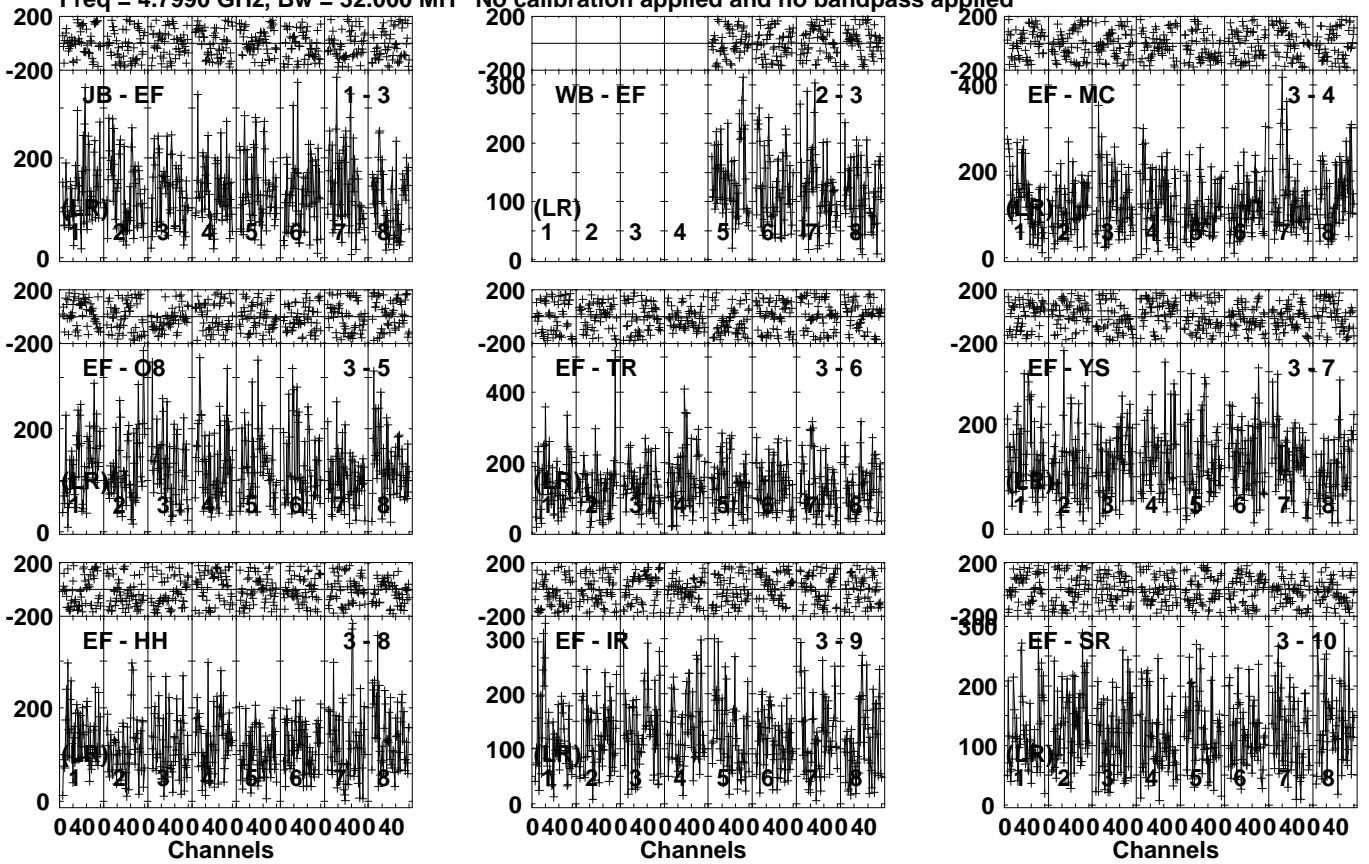 Freq = 4.7990 GHz, Bw = 32.000 MH No calibration applied and no bandpass applied
200
-200
JB - EF 1 - 3
200
(LR)
1 2 3 4 5 6 7 8
0
200
-200
WB - EF 2 - 3
300
200
100
(LR)
1 2 3 4 5 6 7 8
0
200
-200
400
EF - MC 3 - 4
200
(LR)
1 2 3 4 5 6 7 8
0
200
-200
EF - O8 3 - 5
200
(LR)
1 2 3 4 5 6 7 8
0
200
-200
EF - TR 3 - 6
400
200
(LR)
1 2 3 4 5 6 7 8
0
200
-200
EF - YS 3 - 7
200
(LR)
1 2 3 4 5 6 7 8
0
200
-200
EF - HH 3 - 8
200
(LR)
1 2 3 4 5 6 7 8
0
0 40 0 40 0 40 0 40 0 40 0 40 0 40 0 40
Channels
200
-200
300
EF - IR 3 - 9
200
100
(LR)
1 2 3 4 5 6 7 8
0
0 40 0 40 0 40 0 40 0 40 0 40 0 40 0 40
Channels
200
-200
300
EF - SR 3 - 10
200
100
(LR)
1 2 3 4 5 6 7 8
0
0 40 0 40 0 40 0 40 0 40 0 40 0 40 0 40
Channels